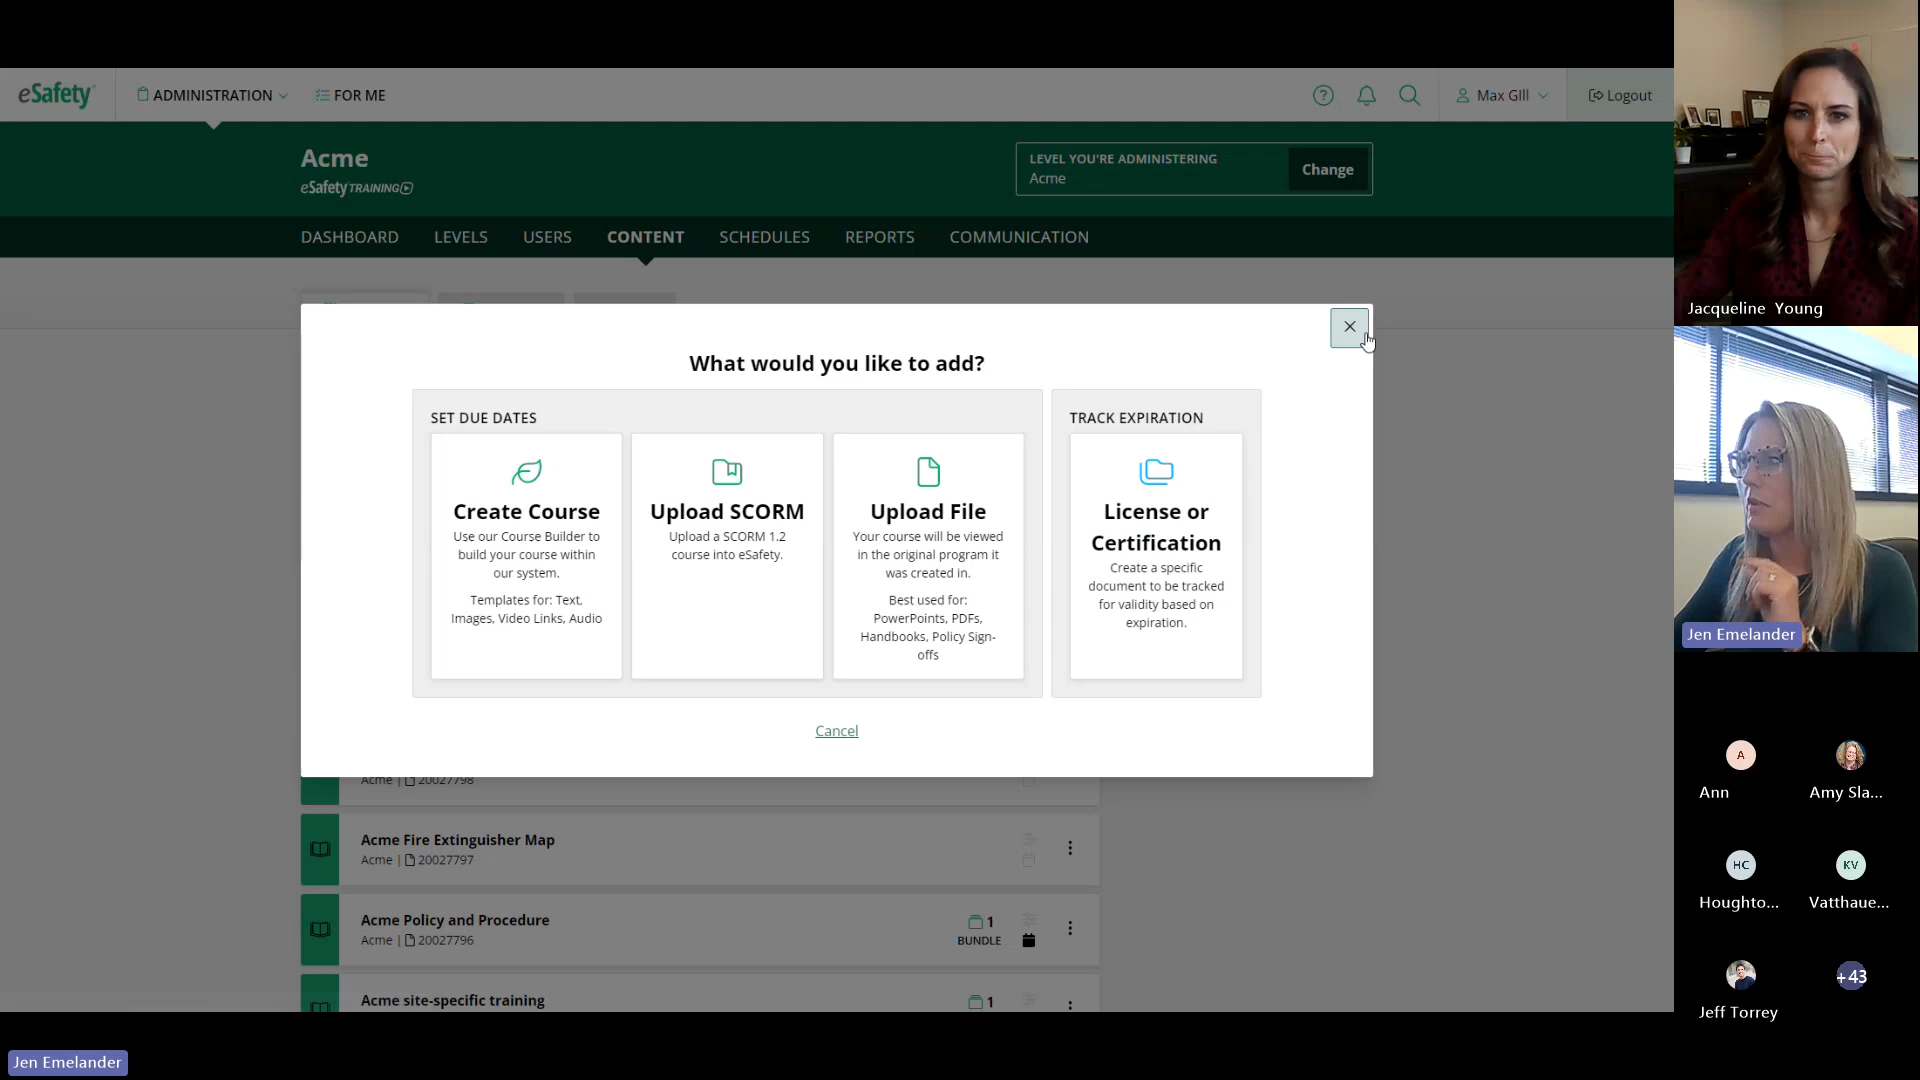 eSafety
ADMINISTRATION
FOR ME
Max GIll
Logout
Acme
eSafety TRAINING
LEVEL YOU'RE ADMINISTERING
Acme
Change
DASHBOARD
LEVELS
USERS
CONTENT
SCHEDULES
REPORTS
COMMUNICATION
What would you like to add?
SET DUE DATES
Create Course
Use our Course Builder to
build your course within
our system.
Templates for: Text,
Images, Video Links, Audio
Upload SCORM
Upload a SCORM 1.2
course into eSafety.
Upload File
Your course will be viewed
in the original program it
was created in.
Best used for:
PowerPoints, PDFs,
Handbooks, Policy Sign-
offs
TRACK EXPIRATION
License or
Certification
Create a specific
document to be tracked
for validity based on
expiration.
Cancel
Acme | 20027798
Acme Fire Extinguisher Map
Acme | 20027797
Acme Policy and Procedure
Acme | 20027796
1
BUNDLE
Acme site-specific training
1
Jacqueline Young
Jen Emelander
A
Ann
Amy Sla...
HC
Houghto...
KV
Vatthaue...
Jeff Torrey
+43
Jen Emelander